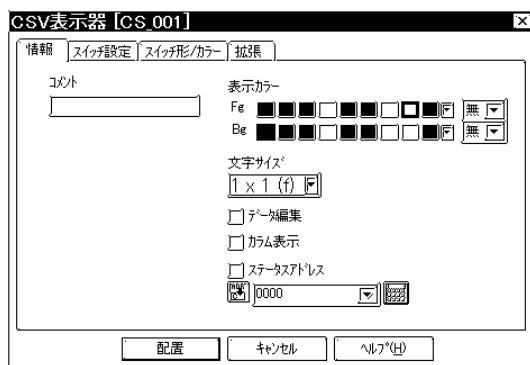 CSV表示器 [CS_001]
情報 スイッチ設定 スイッチ形/カラー 拡張
コメント
表示カラー
Fg 無
Bg 無
文字サイズ
1 x 1 (f)
データ編集
カラム表示
ステータスアドレス
0000
配置 キャンセル ヘルプ(H)